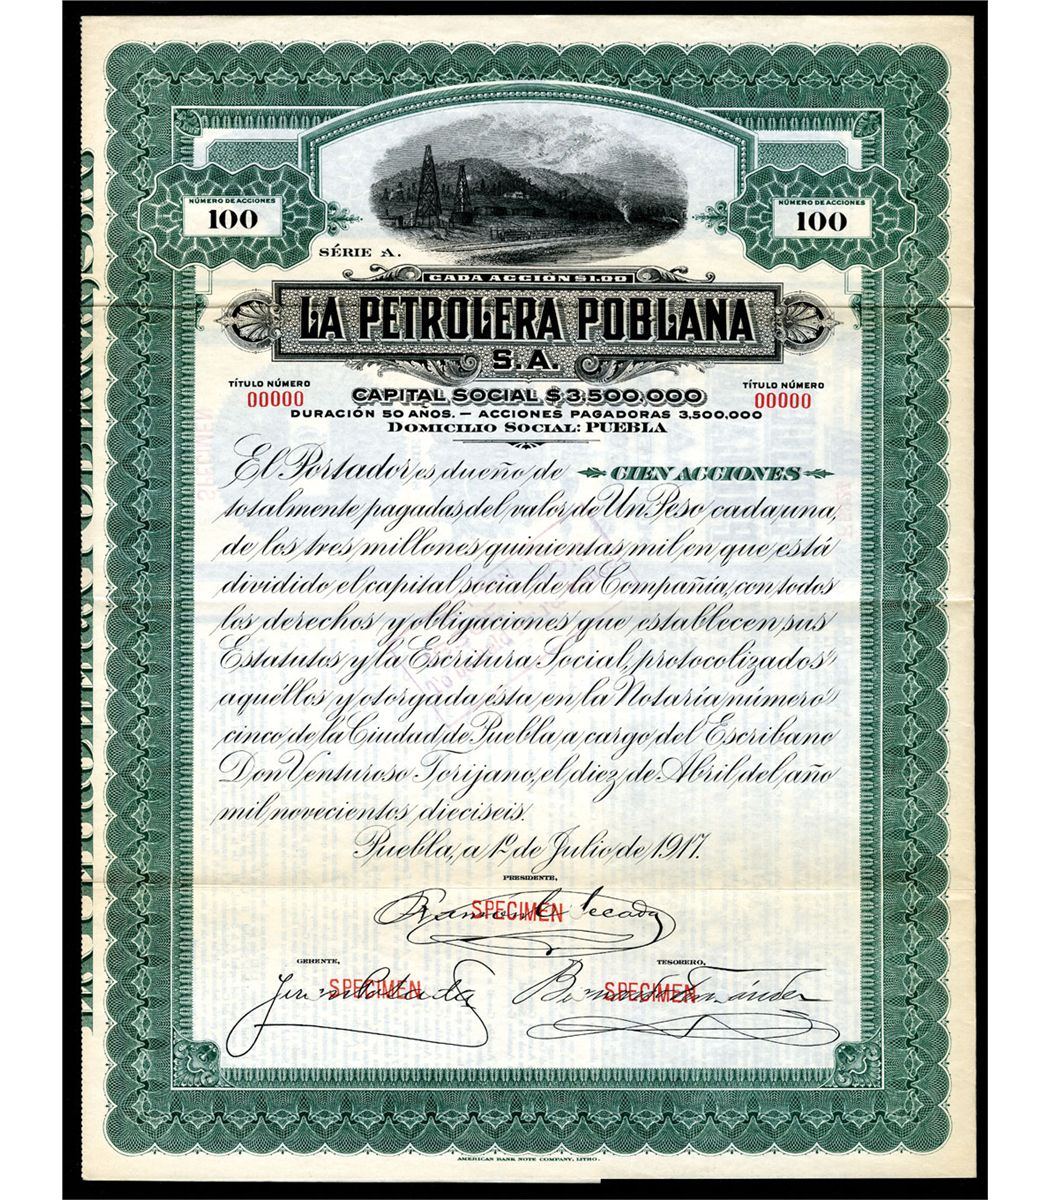 NÚMERO DE ACCIONES
100
NÚMERO DE ACCIONES
100
SÉRIE A.
CADA ACCIÓN $1.00
LA PETROLERA POBLANA
S.A.
TÍTULO NÚMERO
00000
TÍTULO NÚMERO
00000
CAPITAL SOCIAL $3.500.000
DURACIÓN 50 AÑOS. — ACCIONES PAGADORAS 3,500,000
DOMICILIO SOCIAL: PUEBLA
El Portador es dueño de CIEN ACCIONES
totalmente pagadas, del valor de Un Peso cada una,
de los tres millones quinientas mil en que está
dividido el capital social de la Compañía, con todos
los derechos y obligaciones que establecen sus
Estatutos y la Escritura Social, protocolizados
aquéllos y otorgada ésta en la Notaría número
cinco de la Ciudad de Puebla a cargo del Escribano
Don Venturoso Torijano, el diez de Abril del año
mil novecientos dieciseis.
Puebla, a 1º de Julio de 1917.
PRESIDENTE,
SPECIMEN
GERENTE,
TESORERO,
SPECIMEN
SPECIMEN
AMERICAN BANK NOTE COMPANY, LITHO.